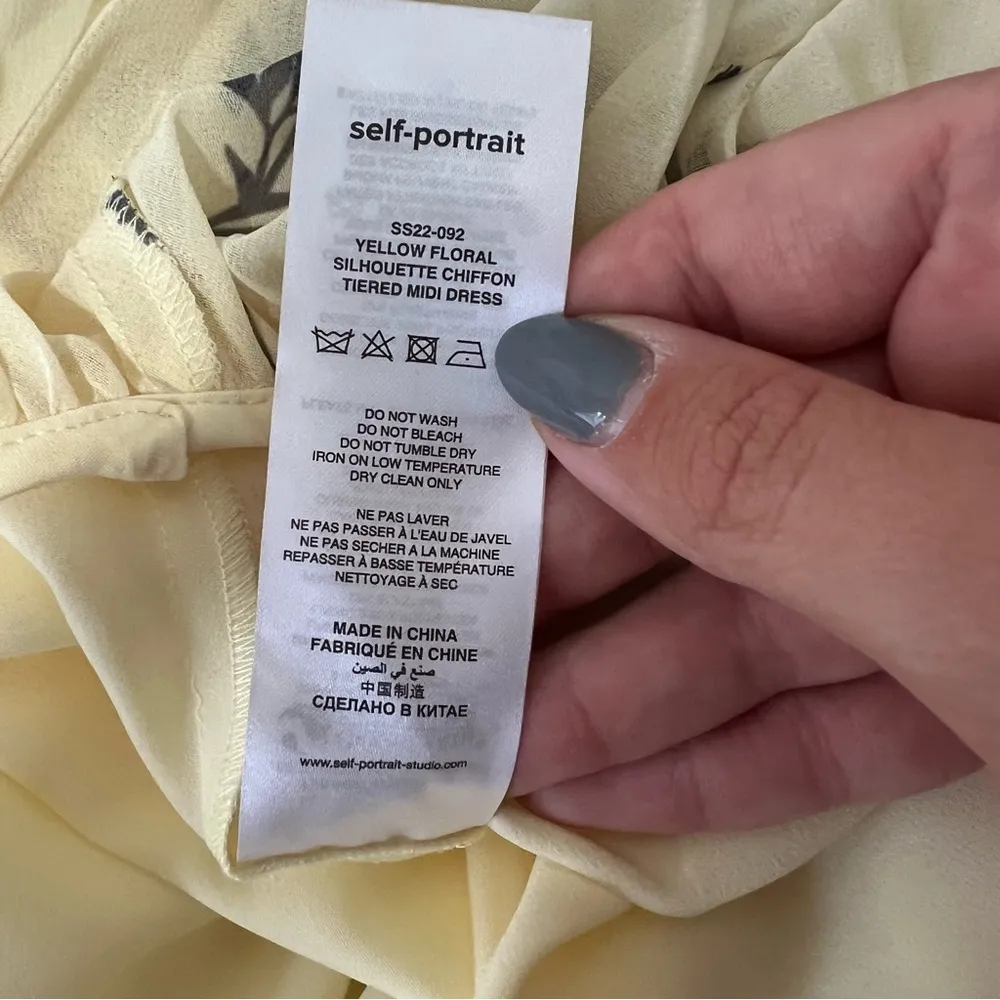 self-portrait
SS22-092
YELLOW FLORAL
SILHOUETTE CHIFFON
TIERED MIDI DRESS
DO NOT WASH
DO NOT BLEACH
DO NOT TUMBLE DRY
IRON ON LOW TEMPERATURE
DRY CLEAN ONLY
NE PAS LAVER
NE PAS PASSER À L'EAU DE JAVEL
NE PAS SECHER A LA MACHINE
REPASSER À BASSE TEMPÉRATURE
NETTOYAGE À SEC
MADE IN CHINA
FABRIQUÉ EN CHINE
صنع في الصين
中国制造
СДЕЛАНО В КИТАЕ
www.self-portrait-studio.com